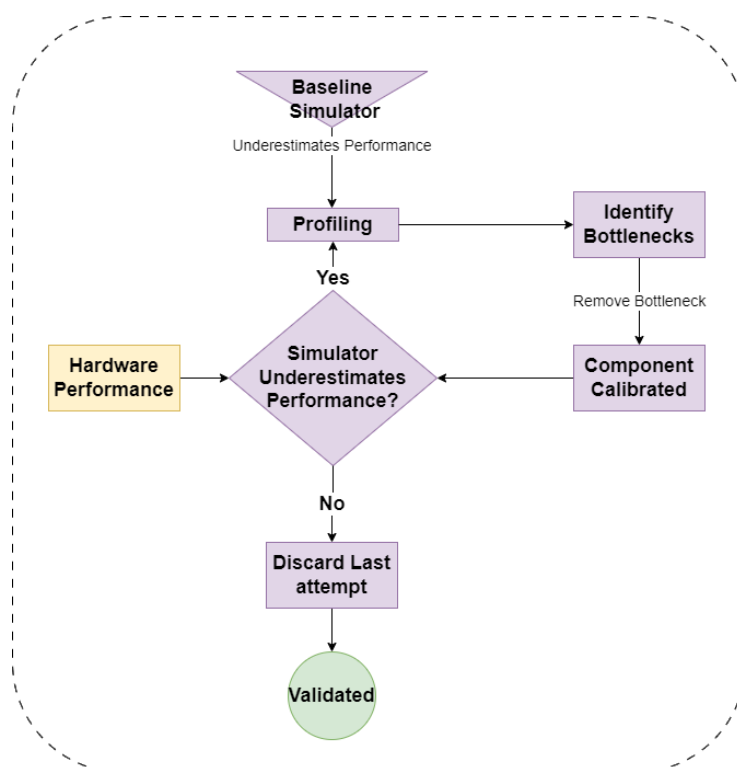 Baseline
Simulator
Underestimates Performance
Profiling
Identify
Bottlenecks
Yes
Remove Bottleneck
Hardware
Performance
Simulator
Underestimates
Performance?
Component
Calibrated
No
Discard Last
attempt
Validated